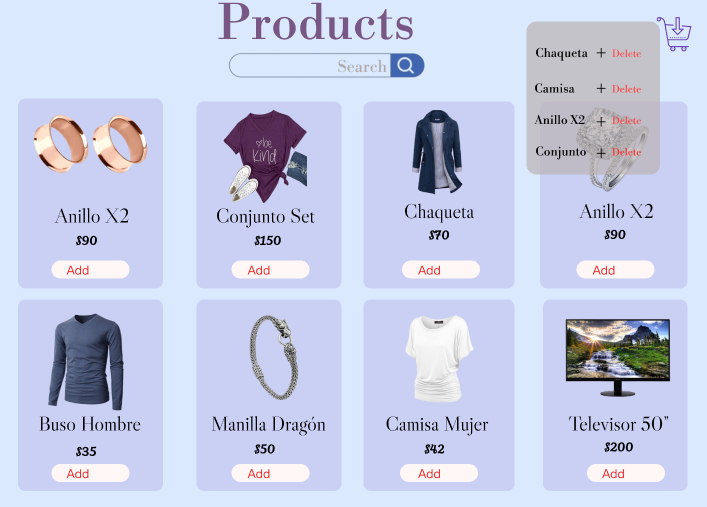 Products
Search
Chaqueta + Delete
Camisa + Delete
Anillo X2 + Delete
Conjunto + Delete
Anillo X2
$90
Add
be
kind
Conjunto Set
$150
Add
Chaqueta
$70
Add
Anillo X2
$90
Add
Buso Hombre
$35
Add
Manilla Dragón
$50
Add
Camisa Mujer
$42
Add
Televisor 50"
$200
Add